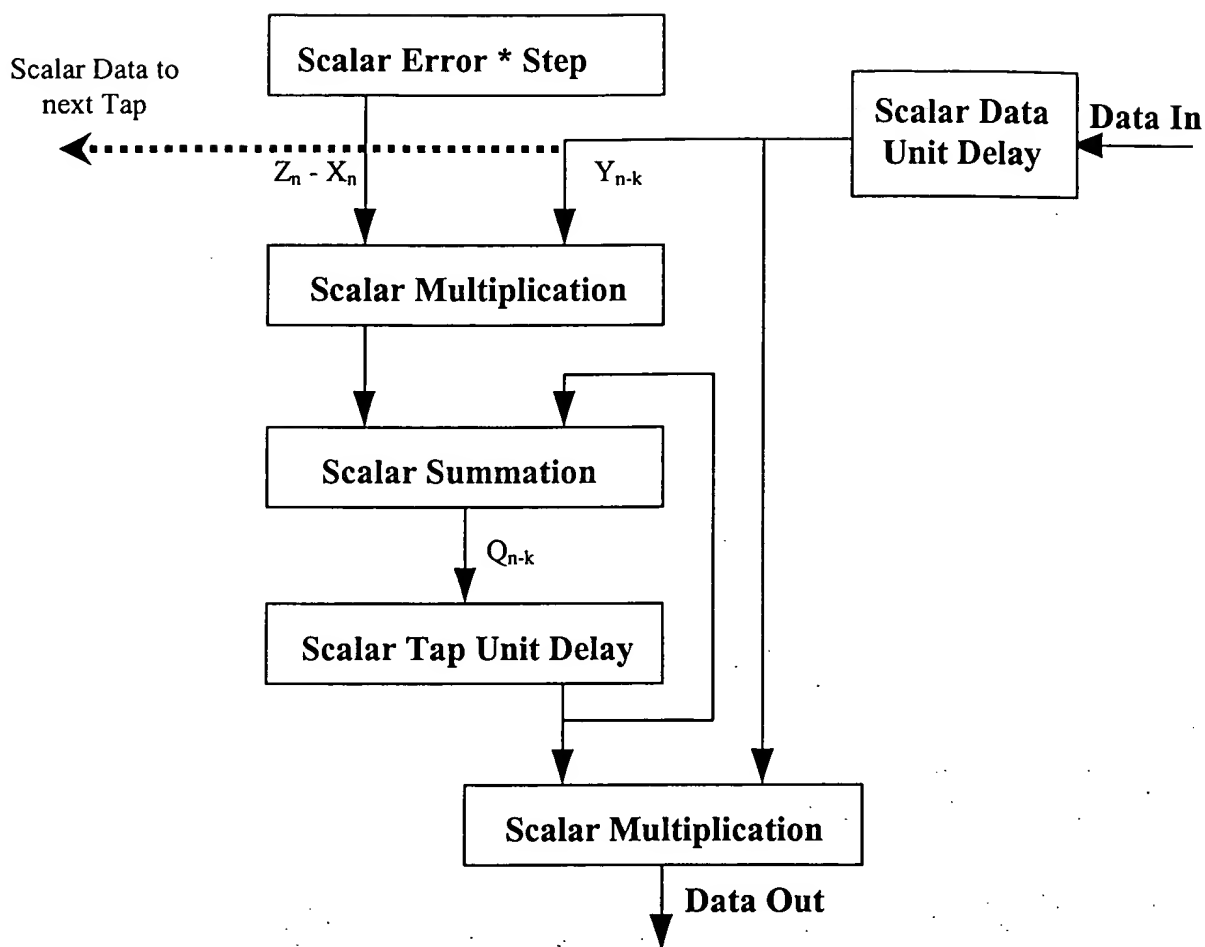 Scalar Error * Step
Scalar Data to
next Tap
Scalar Data
Unit Delay
Data In
Zn - Xn
Yn-k
Scalar Multiplication
Scalar Summation
Qn-k
Scalar Tap Unit Delay
Scalar Multiplication
Data Out